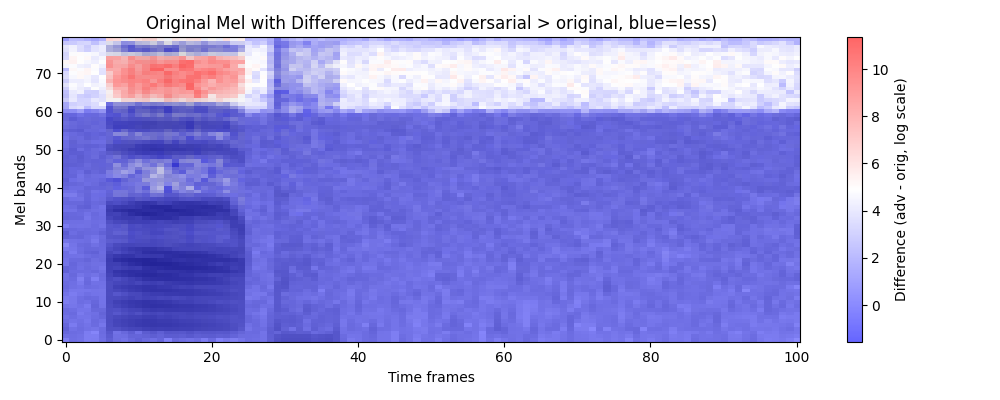 Original Mel with Differences (red=adversarial > original, blue=less)
Mel bands
70
60
50
40
30
20
10
0
0 20 40 60 80 100
Time frames
10
8
6
4
2
0
Difference (adv - orig, log scale)